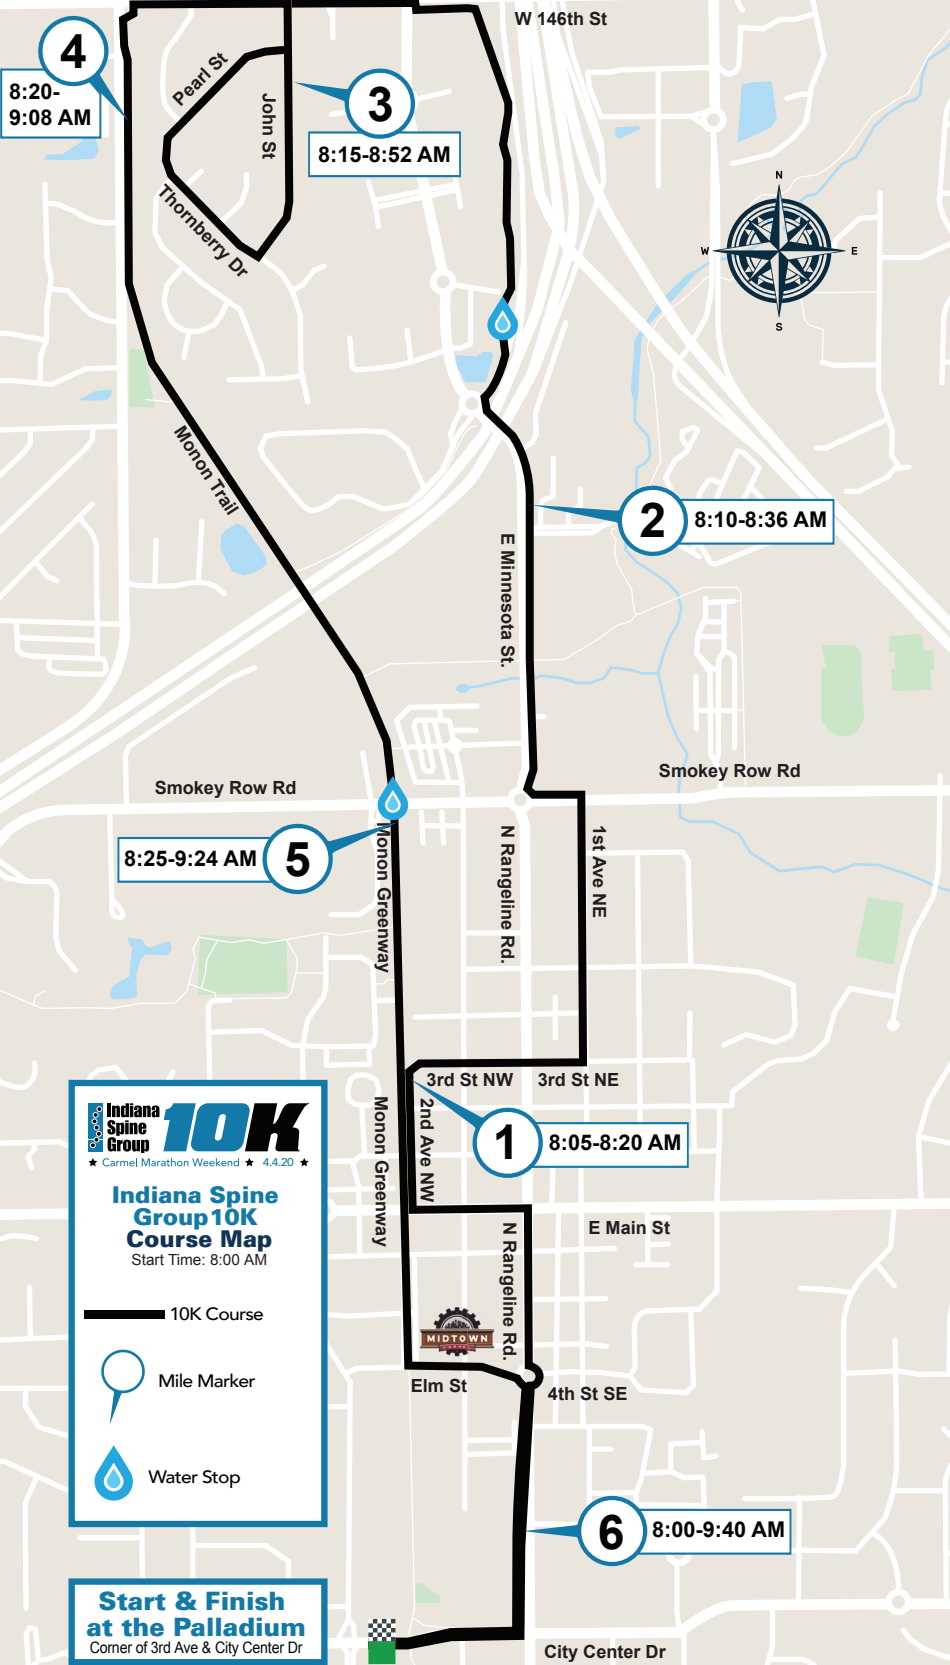 W 146th St
4
8:20-
9:08 AM
Pearl St
John St
3
8:15-8:52 AM
Thornberry Dr
N
W
E
S
Monon Trail
2
8:10-8:36 AM
E Minnesota St.
Smokey Row Rd
Smokey Row Rd
8:25-9:24 AM
5
Monon Greenway
N Rangeline Rd.
1st Ave NE
3rd St NW
3rd St NE
2nd Ave NW
1
8:05-8:20 AM
Monon Greenway
E Main St
N Rangeline Rd.
MIDTOWN
CARMEL
Elm St
4th St SE
6
8:00-9:40 AM
City Center Dr
Indiana
Spine
Group
10K
★ Carmel Marathon Weekend ★ 4.4.20 ★
Indiana Spine
Group10K
Course Map
Start Time: 8:00 AM
10K Course
Mile Marker
Water Stop
Start & Finish
at the Palladium
Corner of 3rd Ave & City Center Dr